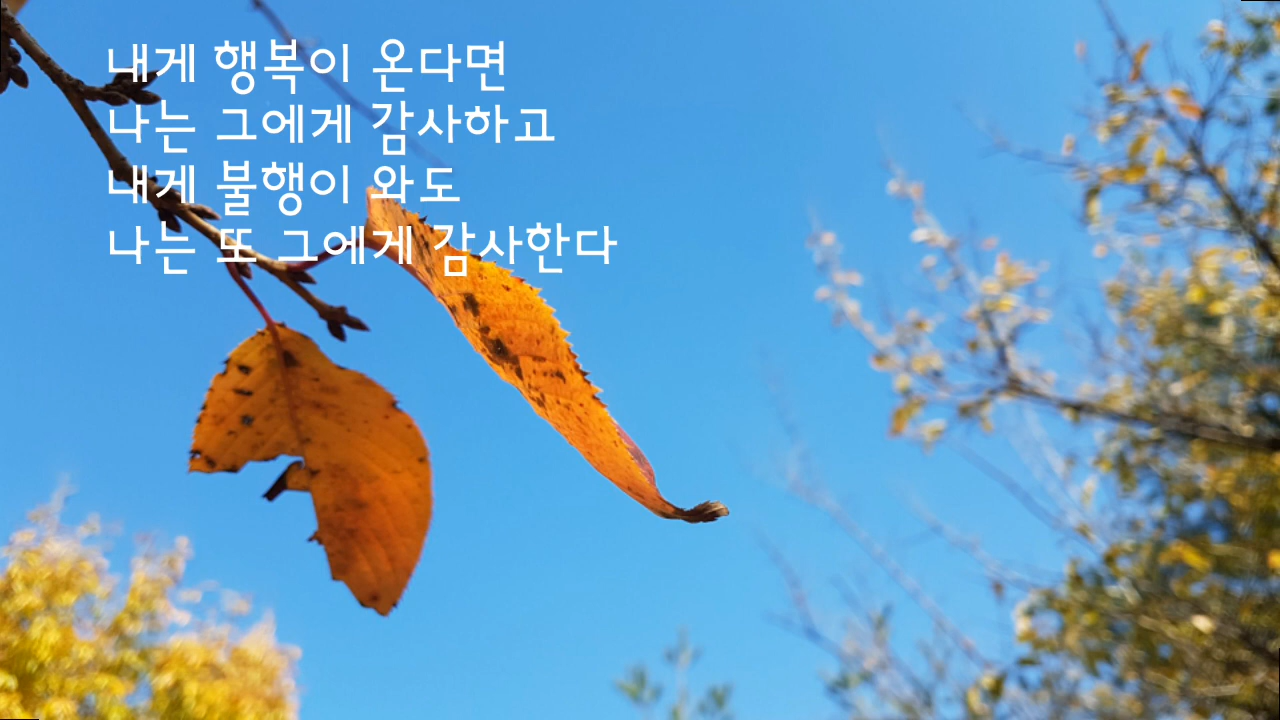 내게 행복이 온다면
나는 그에게 감사하고
내게 불행이 와도
나는 또 그에게 감사한다